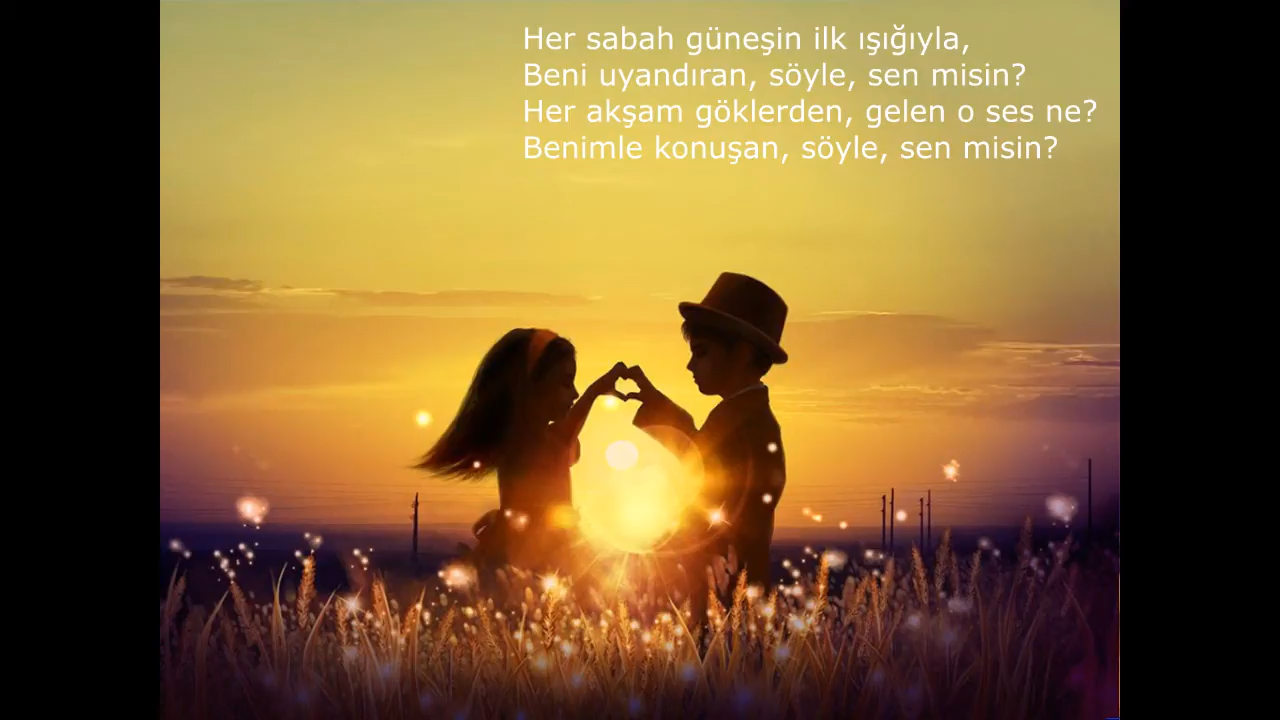 Her sabah güneşin ilk ışığıyla,
Beni uyandıran, söyle, sen misin?
Her akşam göklerden, gelen o ses ne?
Benimle konuşan, söyle, sen misin?